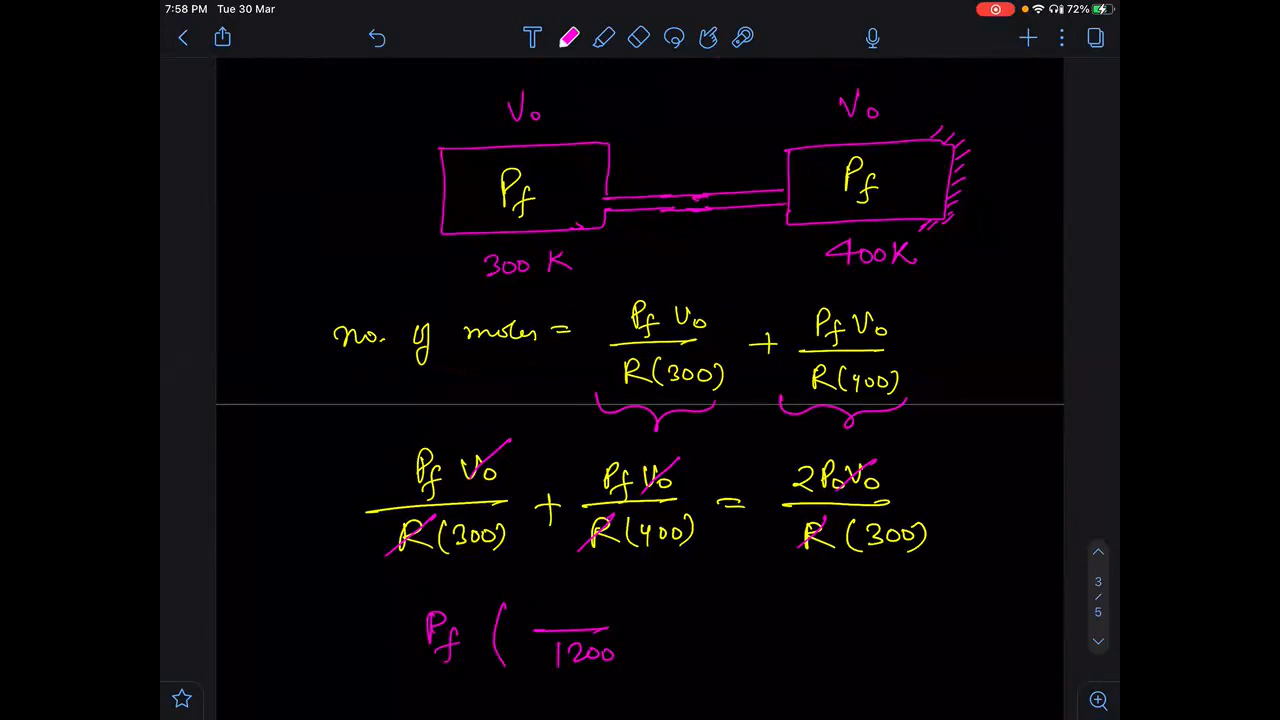 7:58 PM Tue 30 Mar 72%
V₀ V₀
P_f P_f
300 K 400K
no. of moles = P_f V₀ / R(300) + P_f V₀ / R(400)
P_f V₀ / R(300) + P_f V₀ / R(400) = 2P₀V₀ / R(300)
P_f ( / 1200
3
/
5